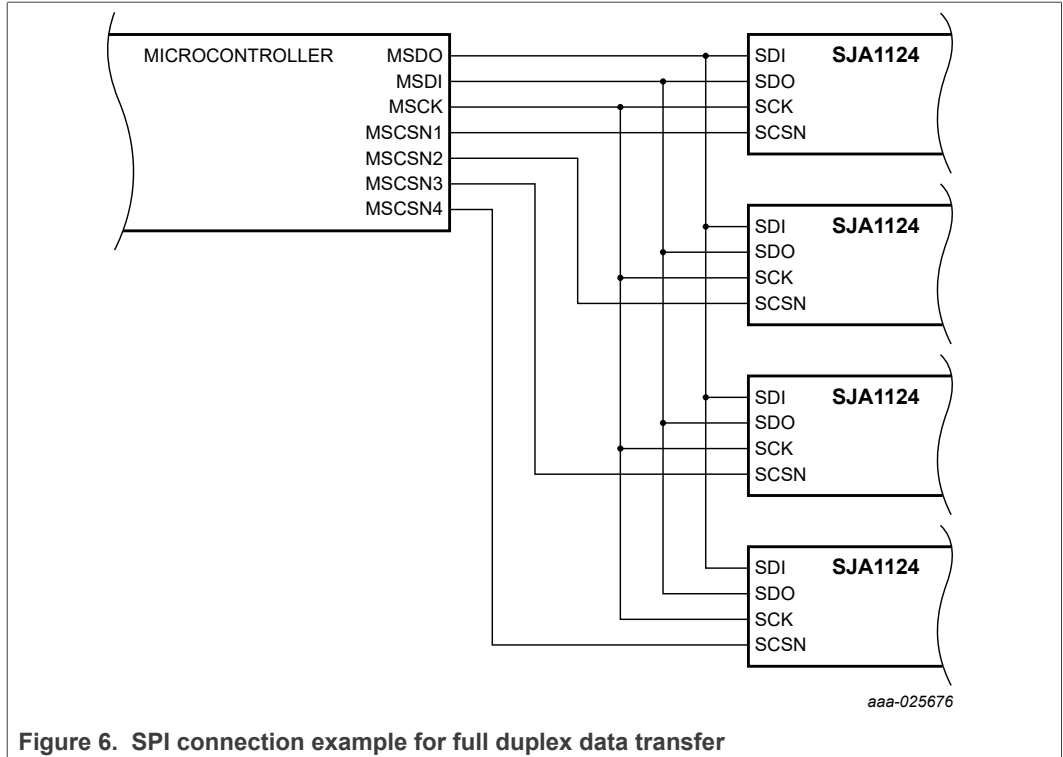 MICROCONTROLLER
MSDO
MSDI
MSCK
MSCSN1
MSCSN2
MSCSN3
MSCSN4
SDI SJA1124
SDO
SCK
SCSN
SDI SJA1124
SDO
SCK
SCSN
SDI SJA1124
SDO
SCK
SCSN
SDI SJA1124
SDO
SCK
SCSN
aaa-025676
Figure 6. SPI connection example for full duplex data transfer